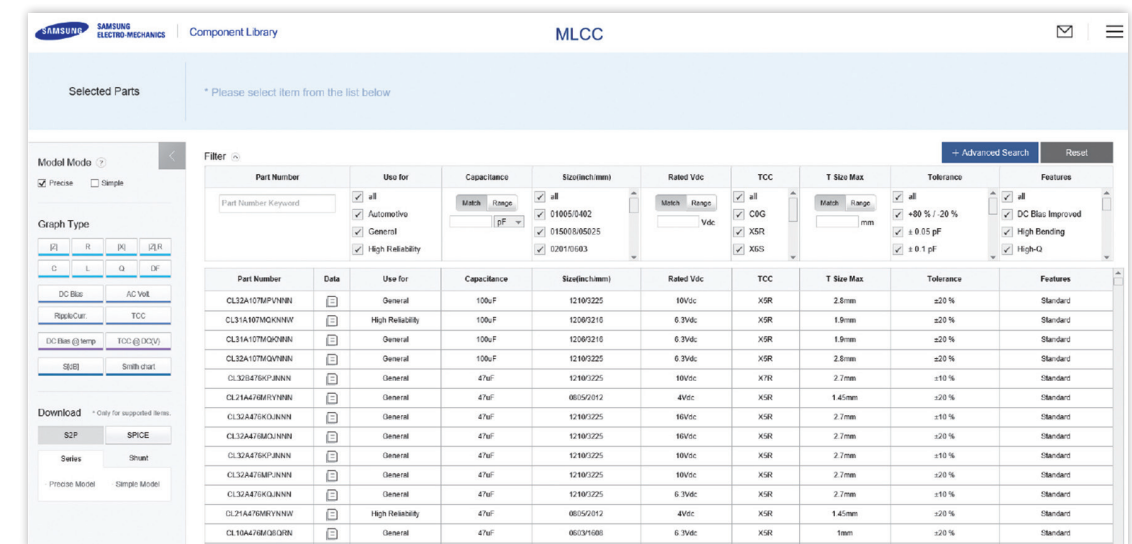 SAMSUNG SAMSUNG ELECTRO-MECHANICS Component Library MLCC
Selected Parts * Please select item from the list below
Model Mode ?
Precise Simple
Graph Type
|Z| R |X| |Z|,R
C L Q DF
DC Bias AC Volt.
RippleCurr. TCC
DC Bias @ temp TCC @ DC(V)
S[dB] Smith chart
Download * Only for supported items.
S2P SPICE
Series Shunt
Precise Model Simple Model
Filter + Advanced Search Reset
Part Number Use for Capacitance Size(inch/mm) Rated Vdc TCC T Size Max Tolerance Features
Part Number Keyword all Match Range all Match Range all Match Range all all
Automotive pF 01005/0402 Vdc C0G mm +80 % / -20 % DC Bias Improved
General 015008/05025 X5R ± 0.05 pF High Bending
High Reliability 0201/0603 X6S ± 0.1 pF High-Q
Part Number Data Use for Capacitance Size(inch/mm) Rated Vdc TCC T Size Max Tolerance Features
CL32A107MPVNNN General 100uF 1210/3225 10Vdc X5R 2.8mm ±20 % Standard
CL31A107MQKNNW High Reliability 100uF 1206/3216 6.3Vdc X5R 1.9mm ±20 % Standard
CL31A107MQKNNN General 100uF 1206/3216 6.3Vdc X5R 1.9mm ±20 % Standard
CL32A107MQVNNN General 100uF 1210/3225 6.3Vdc X5R 2.8mm ±20 % Standard
CL32B476KPJNNN General 47uF 1210/3225 10Vdc X7R 2.7mm ±10 % Standard
CL21A476MRYNNN General 47uF 0805/2012 4Vdc X5R 1.45mm ±20 % Standard
CL32A476KOJNNN General 47uF 1210/3225 16Vdc X5R 2.7mm ±10 % Standard
CL32A476MOJNNN General 47uF 1210/3225 16Vdc X5R 2.7mm ±20 % Standard
CL32A476KPJNNN General 47uF 1210/3225 10Vdc X5R 2.7mm ±10 % Standard
CL32A476MPJNNN General 47uF 1210/3225 10Vdc X5R 2.7mm ±20 % Standard
CL32A476KQJNNN General 47uF 1210/3225 6.3Vdc X5R 2.7mm ±10 % Standard
CL21A476MRYNNW High Reliability 47uF 0805/2012 4Vdc X5R 1.45mm ±20 % Standard
CL10A476MQ8QRN General 47uF 0603/1608 6.3Vdc X5R 1mm ±20 % Standard